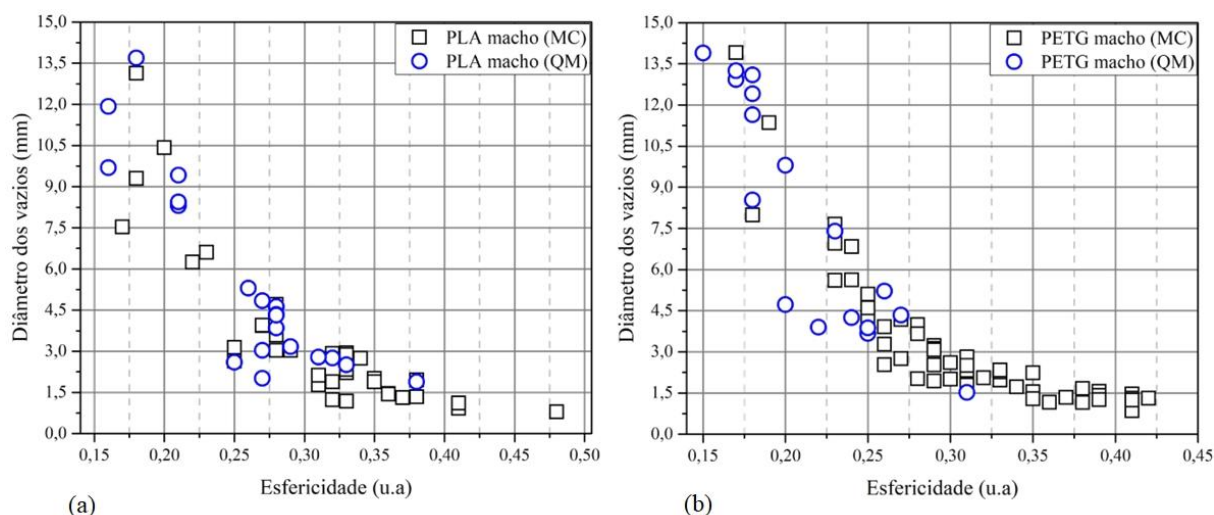 15,0
13,5
12,0
10,5
9,0
7,5
6,0
4,5
3,0
1,5
0,0
Diâmetro dos vazios (mm)
PLA macho (MC)
PLA macho (QM)
0,15 0,20 0,25 0,30 0,35 0,40 0,45 0,50
Esfericidade (u.a)
(a)
15,0
13,5
12,0
10,5
9,0
7,5
6,0
4,5
3,0
1,5
0,0
Diâmetro dos vazios (mm)
PETG macho (MC)
PETG macho (QM)
0,15 0,20 0,25 0,30 0,35 0,40 0,45
Esfericidade (u.a)
(b)